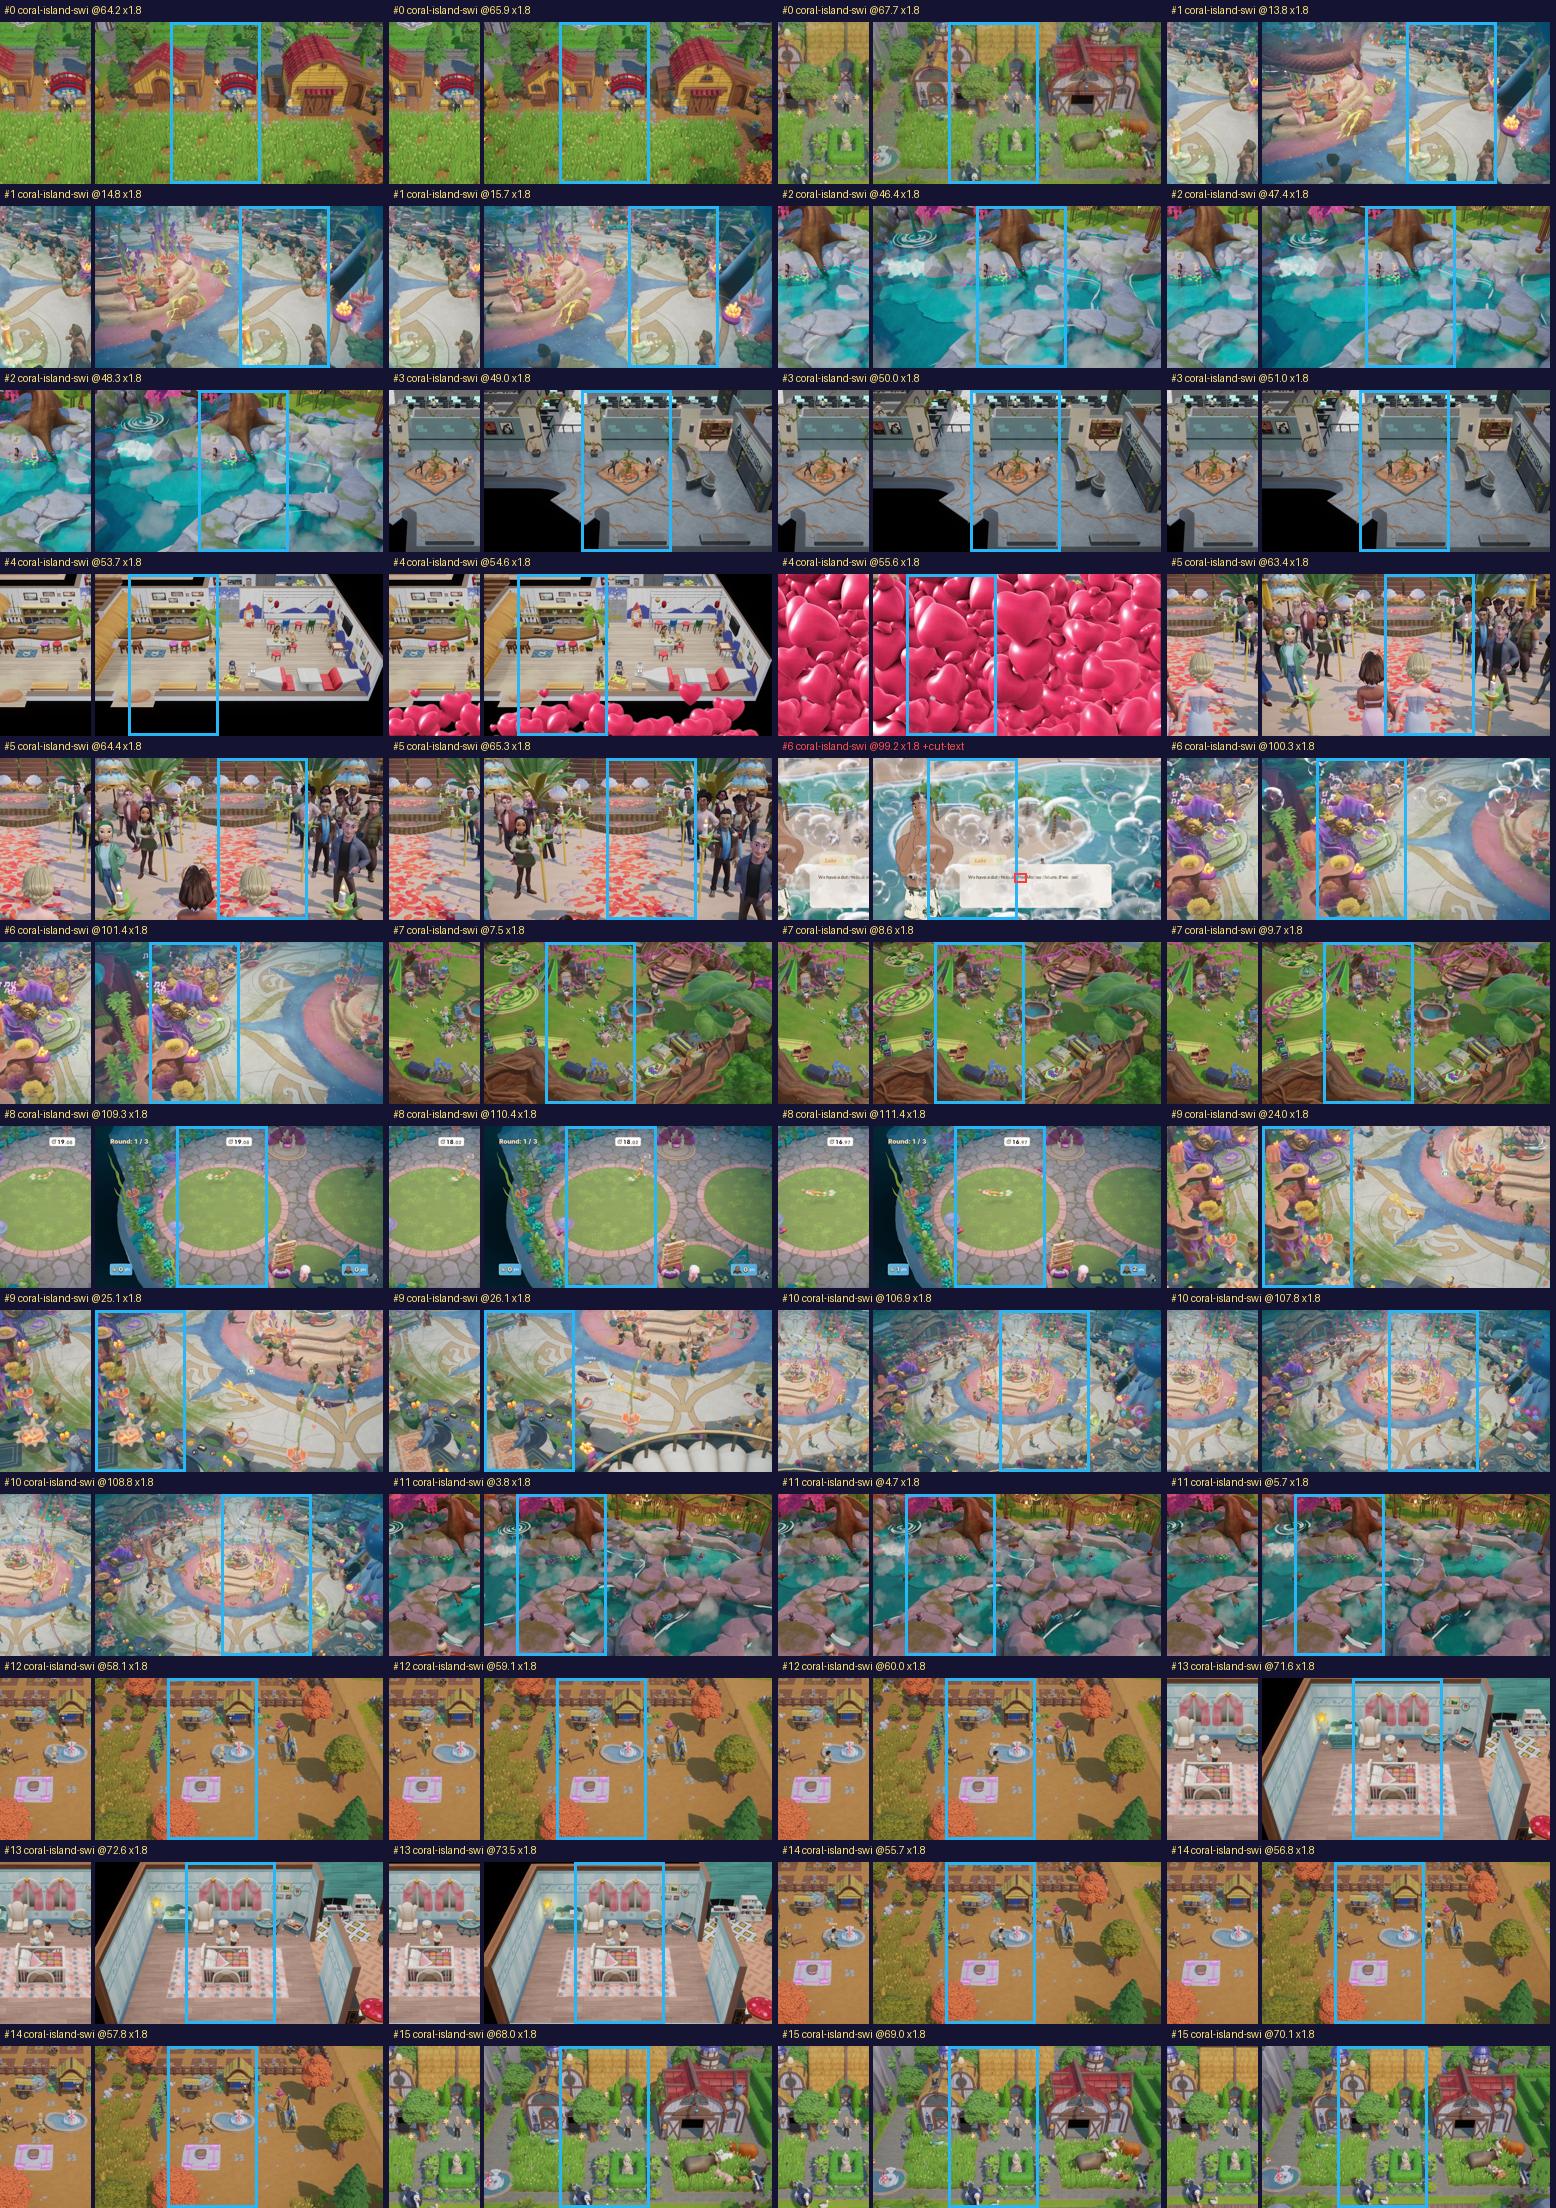 #0 coral-island-swi @64.2 x1.8
#0 coral-island-swi @65.9 x1.8
#0 coral-island-swi @67.7 x1.8
#1 coral-island-swi @13.8 x1.8
#1 coral-island-swi @14.8 x1.8
#1 coral-island-swi @15.7 x1.8
#2 coral-island-swi @46.4 x1.8
#2 coral-island-swi @47.4 x1.8
#2 coral-island-swi @48.3 x1.8
#3 coral-island-swi @49.0 x1.8
#3 coral-island-swi @50.0 x1.8
#3 coral-island-swi @51.0 x1.8
#4 coral-island-swi @53.7 x1.8
#4 coral-island-swi @54.6 x1.8
#4 coral-island-swi @55.6 x1.8
#5 coral-island-swi @63.4 x1.8
#5 coral-island-swi @64.4 x1.8
#5 coral-island-swi @65.3 x1.8
#6 coral-island-swi @99.2 x1.8 +cut-text
#6 coral-island-swi @100.3 x1.8
Luke
We have a
#6 coral-island-swi @101.4 x1.8
#7 coral-island-swi @7.5 x1.8
#7 coral-island-swi @8.6 x1.8
#7 coral-island-swi @9.7 x1.8
#8 coral-island-swi @109.3 x1.8
#8 coral-island-swi @110.4 x1.8
#8 coral-island-swi @111.4 x1.8
#9 coral-island-swi @24.0 x1.8
Round: 1 / 3
Round: 1 / 3
Round: 1 / 3
#9 coral-island-swi @25.1 x1.8
#9 coral-island-swi @26.1 x1.8
#10 coral-island-swi @106.9 x1.8
#10 coral-island-swi @107.8 x1.8
#10 coral-island-swi @108.8 x1.8
#11 coral-island-swi @3.8 x1.8
#11 coral-island-swi @4.7 x1.8
#11 coral-island-swi @5.7 x1.8
#12 coral-island-swi @58.1 x1.8
#12 coral-island-swi @59.1 x1.8
#12 coral-island-swi @60.0 x1.8
#13 coral-island-swi @71.6 x1.8
#13 coral-island-swi @72.6 x1.8
#13 coral-island-swi @73.5 x1.8
#14 coral-island-swi @55.7 x1.8
#14 coral-island-swi @56.8 x1.8
#14 coral-island-swi @57.8 x1.8
#15 coral-island-swi @68.0 x1.8
#15 coral-island-swi @69.0 x1.8
#15 coral-island-swi @70.1 x1.8